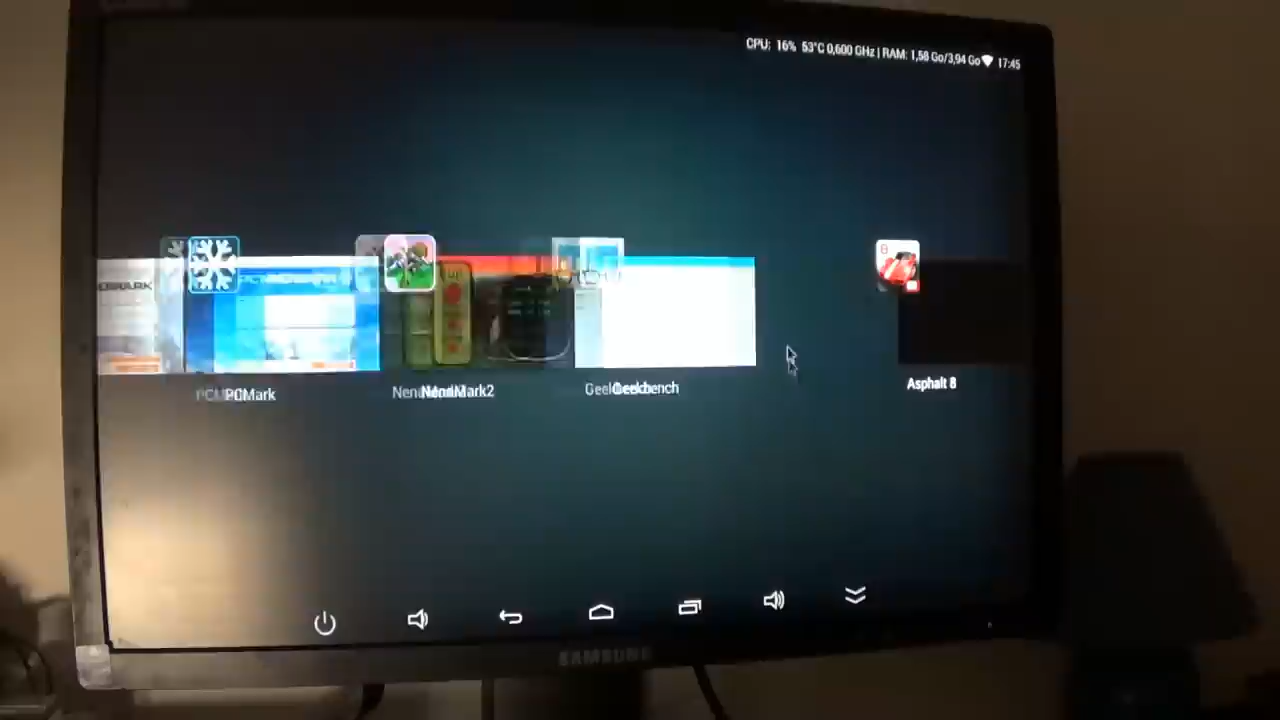 CPU: 16% 53°C 0,600 GHz | RAM: 1,58 Go/3,94 Go 17:45
PCMark
NenaMark2
Geekbench
Asphalt 8
SAMSUNG